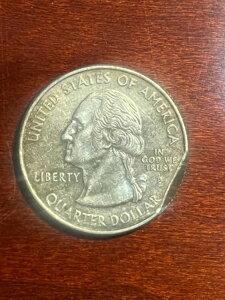 UNITED STATES OF AMERICA
IN
GOD WE
TRUST
LIBERTY
QUARTER DOLLAR